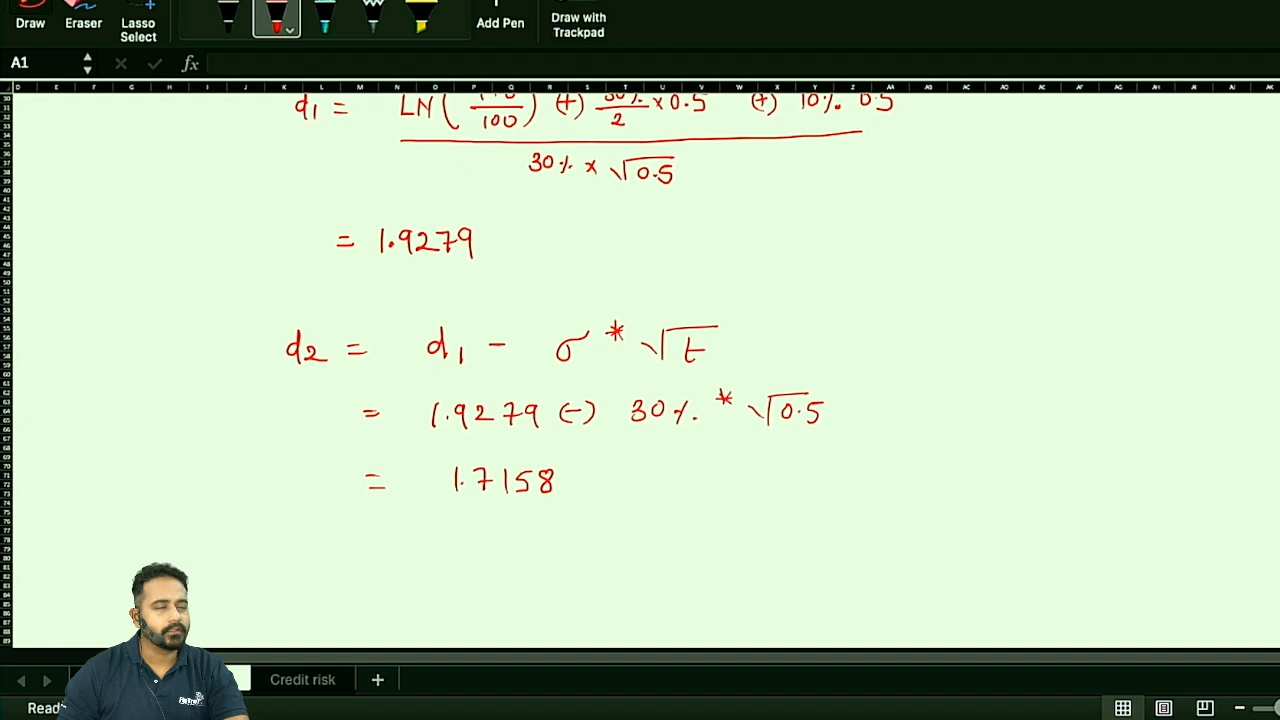 Draw Eraser Lasso Select Add Pen Draw with Trackpad
A1 fx
d1 = LN( /100 ) (+) 30%/2 x 0.5 (+) 10% 0.5
30% x √0.5
= 1.9279
d2 = d1 - σ * √t
= 1.9279 (-) 30% * √0.5
= 1.7158
Credit risk +
Read